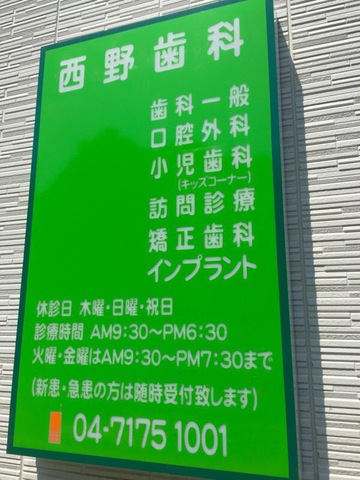 西野歯科
歯科一般
口腔外科
小児歯科
(キッズコーナー)
訪問診療
矯正歯科
インプラント
休診日 木曜・日曜・祝日
診療時間 AM9:30～PM6:30
火曜・金曜はAM9:30～PM7:30まで
(新患・急患の方は随時受付致します)
04-7175 1001